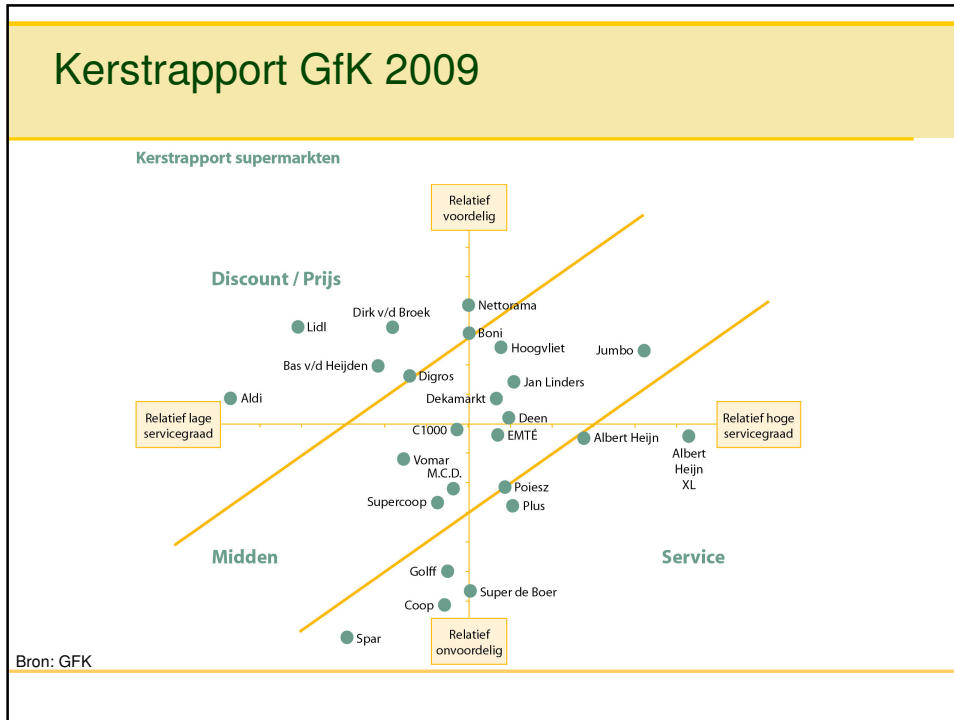 Kerstrapport GfK 2009
Kerstrapport supermarkten
Relatief
voordelig
Discount / Prijs
Nettorama
Dirk v/d Broek
Lidl
Boni
Hoogvliet
Jumbo
Bas v/d Heijden
Digros
Jan Linders
Aldi
Dekamarkt
Relatief lage
servicegraad
Deen
Relatief hoge
servicegraad
C1000
EMTÉ
Albert Heijn
Albert
Heijn
XL
Vomar
M.C.D.
Poiesz
Supercoop
Plus
Midden
Service
Golff
Super de Boer
Coop
Spar
Relatief
onvoordelig
Bron: GFK